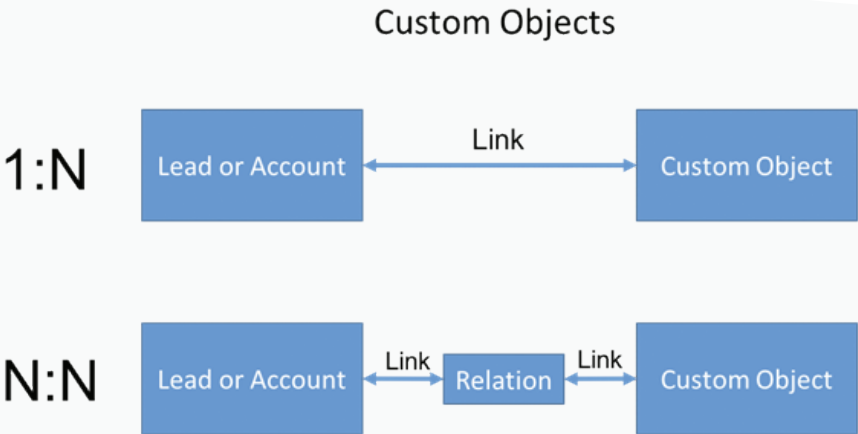 Custom Objects
1:N
Lead or Account
Link
Custom Object
N:N
Lead or Account
Link
Relation
Link
Custom Object